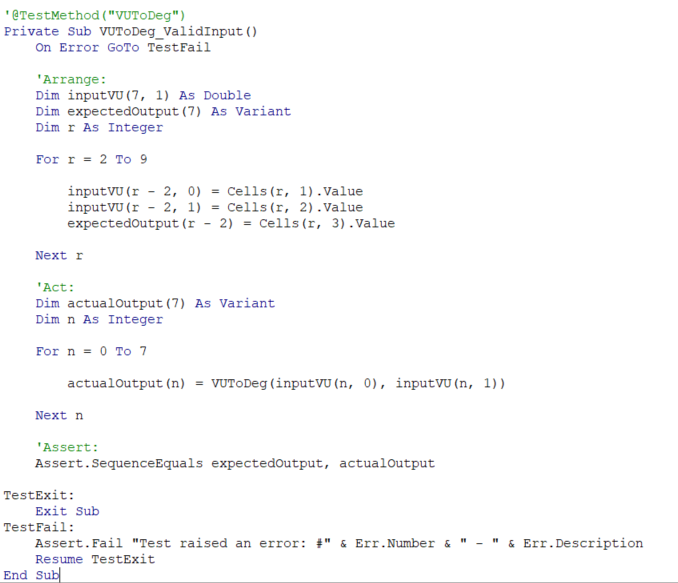 '@TestMethod("VUToDeg")
Private Sub VUToDeg_ValidInput()
    On Error GoTo TestFail

    'Arrange:
    Dim inputVU(7, 1) As Double
    Dim expectedOutput(7) As Variant
    Dim r As Integer

    For r = 2 To 9

        inputVU(r - 2, 0) = Cells(r, 1).Value
        inputVU(r - 2, 1) = Cells(r, 2).Value
        expectedOutput(r - 2) = Cells(r, 3).Value

    Next r

    'Act:
    Dim actualOutput(7) As Variant
    Dim n As Integer

    For n = 0 To 7

        actualOutput(n) = VUToDeg(inputVU(n, 0), inputVU(n, 1))

    Next n

    'Assert:
    Assert.SequenceEquals expectedOutput, actualOutput

TestExit:
    Exit Sub
TestFail:
    Assert.Fail "Test raised an error: #" & Err.Number & " - " & Err.Description
    Resume TestExit
End Sub